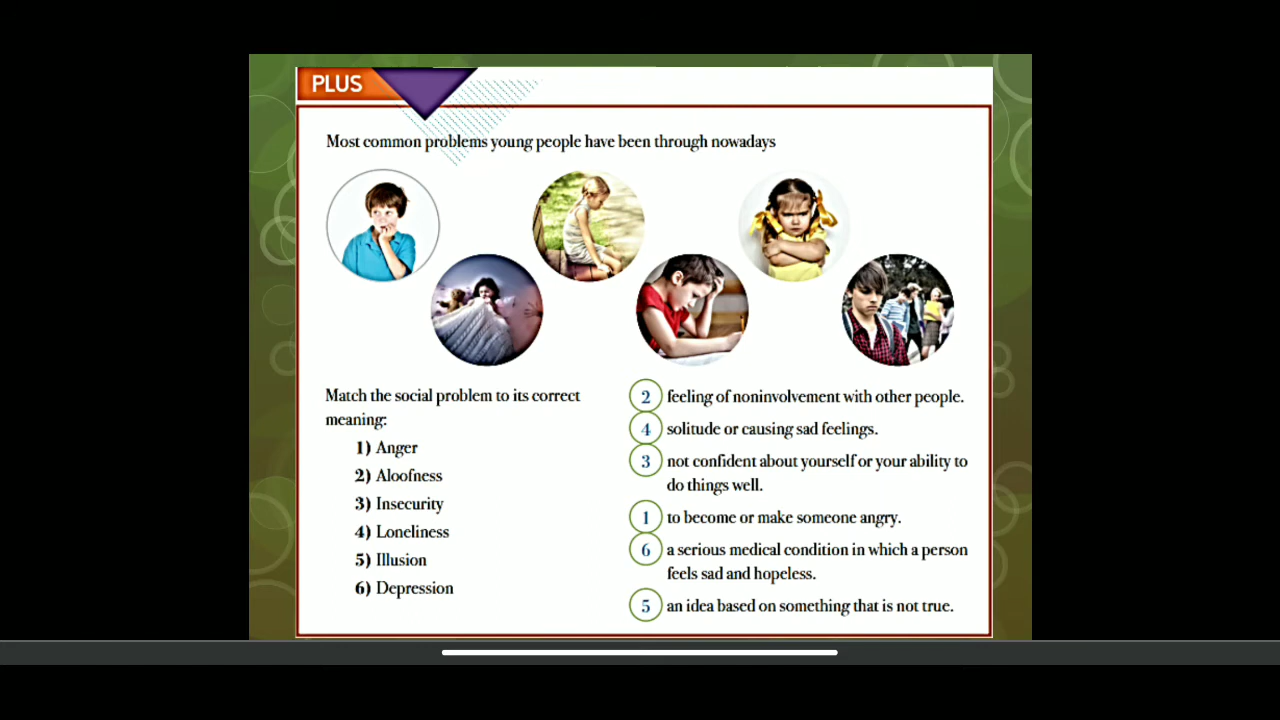 PLUS
Most common problems young people have been through nowadays
Match the social problem to its correct
meaning:
1) Anger
2) Aloofness
3) Insecurity
4) Loneliness
5) Illusion
6) Depression
2 feeling of noninvolvement with other people.
4 solitude or causing sad feelings.
3 not confident about yourself or your ability to
do things well.
1 to become or make someone angry.
6 a serious medical condition in which a person
feels sad and hopeless.
5 an idea based on something that is not true.